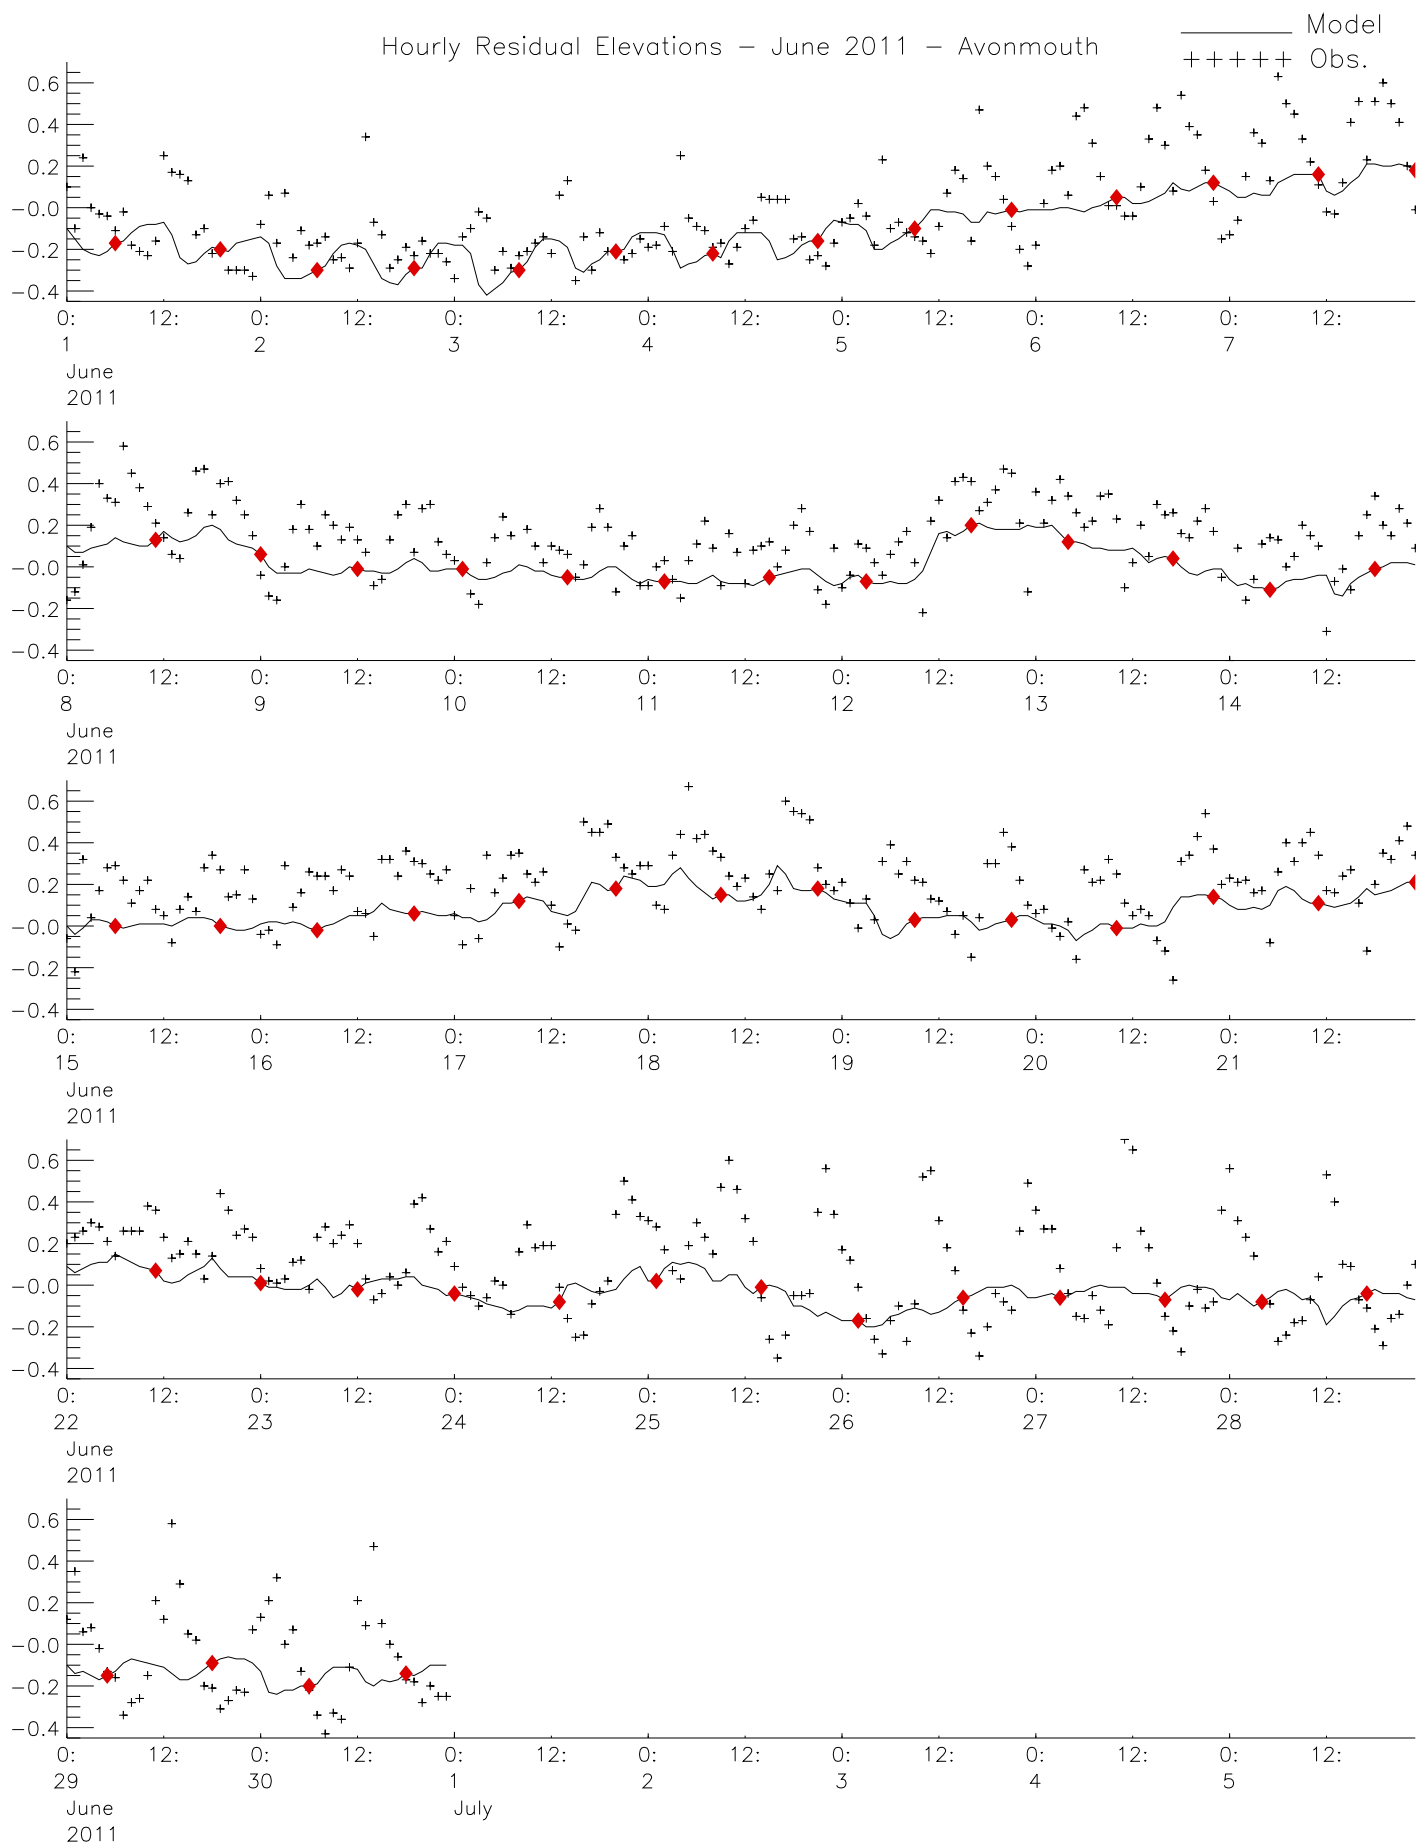 Hourly Residual Elevations – June 2011 – Avonmouth
Model
+++++ Obs.
0.6
0.4
0.2
-0.0
-0.2
-0.4
0: 12: 0: 12: 0: 12: 0: 12: 0: 12: 0: 12: 0: 12:
1 2 3 4 5 6 7
June
2011
0.6
0.4
0.2
-0.0
-0.2
-0.4
0: 12: 0: 12: 0: 12: 0: 12: 0: 12: 0: 12: 0: 12:
8 9 10 11 12 13 14
June
2011
0.6
0.4
0.2
-0.0
-0.2
-0.4
0: 12: 0: 12: 0: 12: 0: 12: 0: 12: 0: 12: 0: 12:
15 16 17 18 19 20 21
June
2011
0.6
0.4
0.2
-0.0
-0.2
-0.4
0: 12: 0: 12: 0: 12: 0: 12: 0: 12: 0: 12: 0: 12:
22 23 24 25 26 27 28
June
2011
0.6
0.4
0.2
-0.0
-0.2
-0.4
0: 12: 0: 12: 0: 12: 0: 12: 0: 12: 0: 12: 0: 12:
29 30 1 2 3 4 5
June July
2011